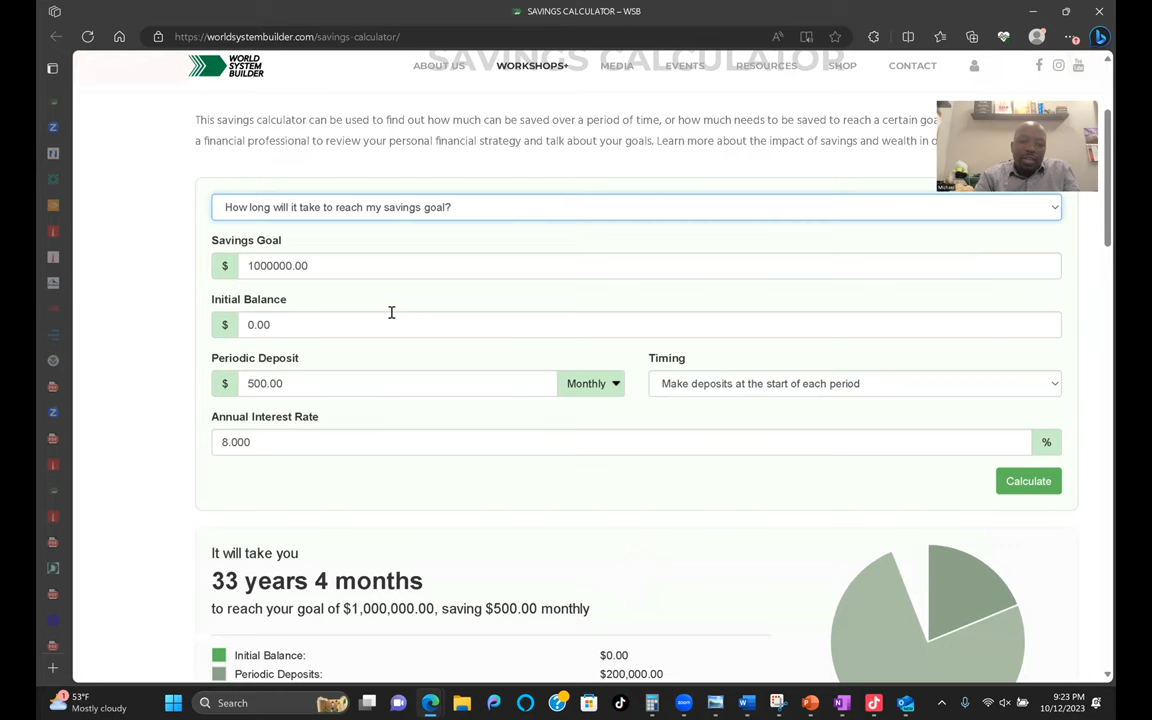 SAVINGS CALCULATOR – WSB
https://worldsystembuilder.com/savings-calculator/
SAVINGS CALCULATOR
WORLD SYSTEM BUILDER
ABOUT US WORKSHOPS+ MEDIA EVENTS RESOURCES SHOP CONTACT
This savings calculator can be used to find out how much can be saved over a period of time, or how much needs to be saved to reach a certain goa
a financial professional to review your personal financial strategy and talk about your goals. Learn more about the impact of savings and wealth in o
Michael
How long will it take to reach my savings goal?
Savings Goal
$ 1000000.00
Initial Balance
$ 0.00
Periodic Deposit Timing
$ 500.00 Monthly Make deposits at the start of each period
Annual Interest Rate
8.000 %
Calculate
It will take you
33 years 4 months
to reach your goal of $1,000,000.00, saving $500.00 monthly
Initial Balance: $0.00
Periodic Deposits: $200,000.00
53°F
Mostly cloudy
Search
9:23 PM
10/12/2023